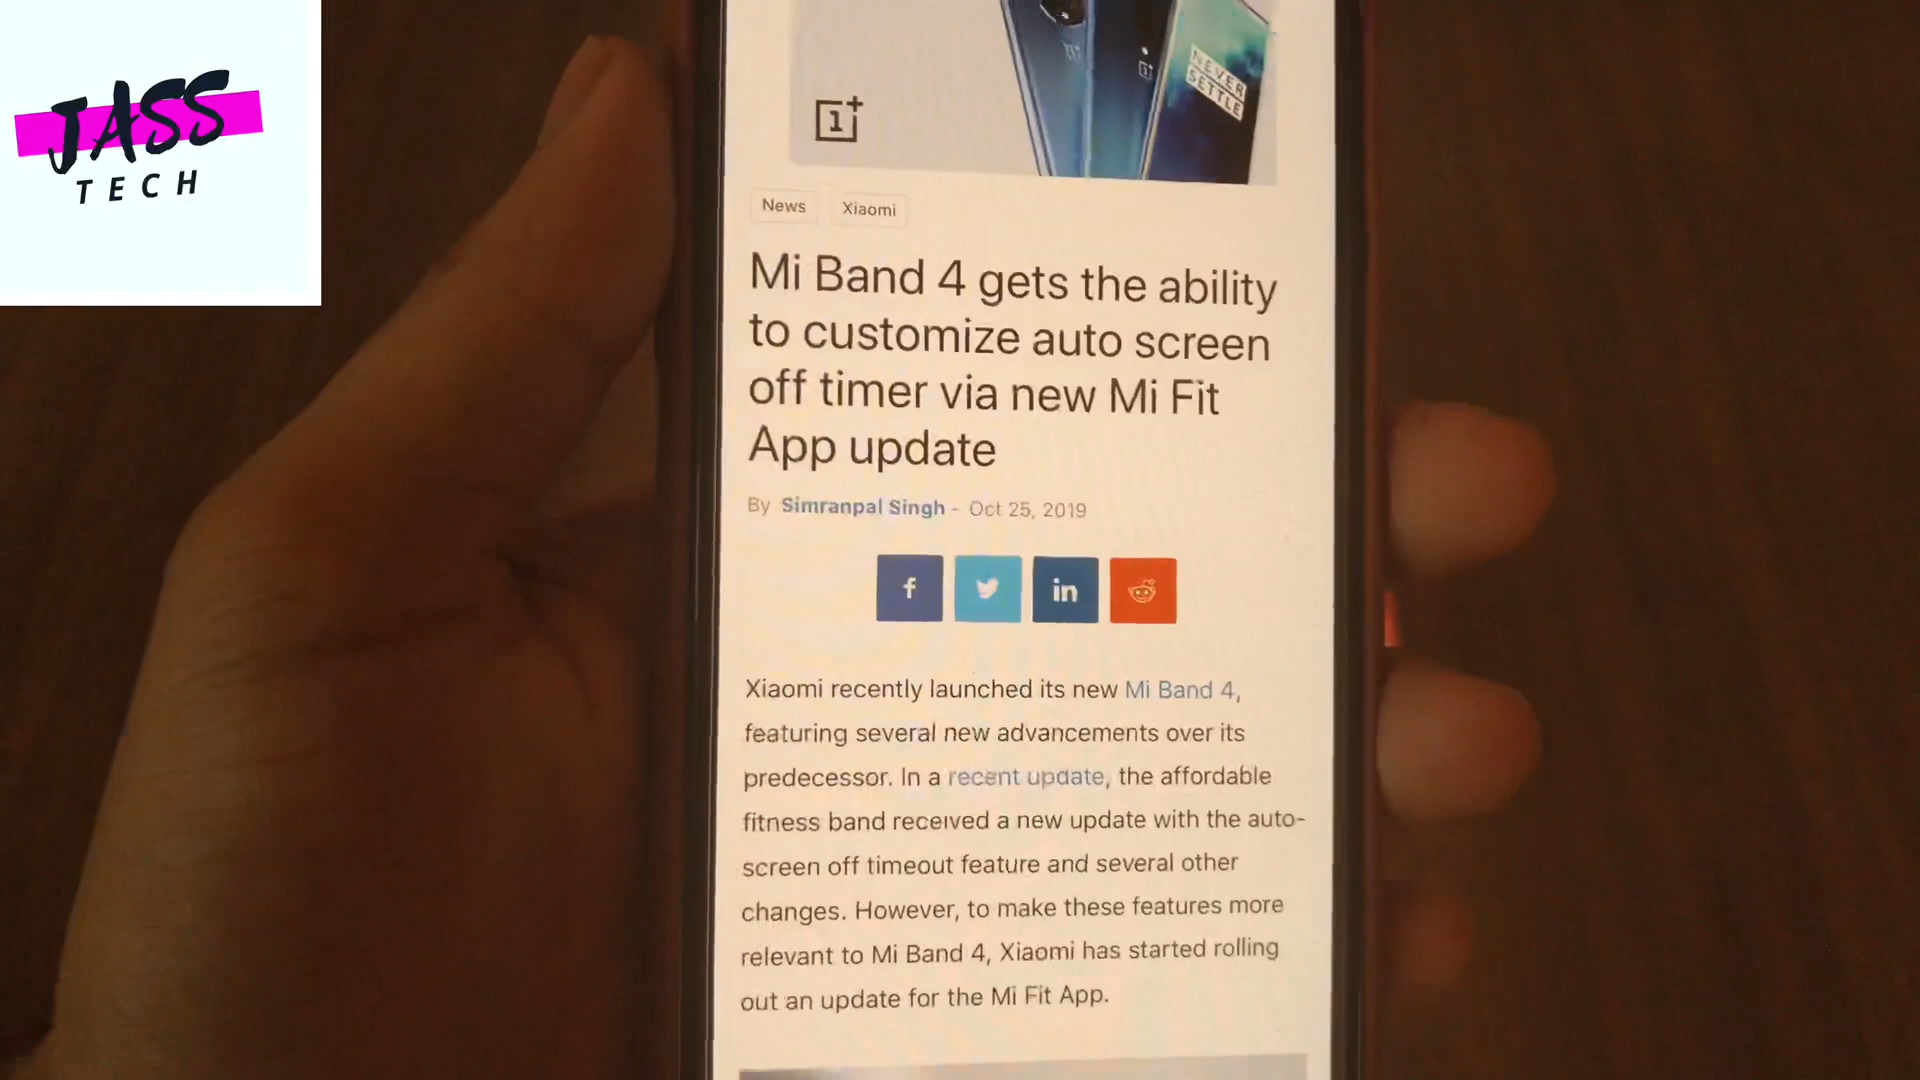 JASS
TECH
NEVER
SETTLE
1+
News
Xiaomi
Mi Band 4 gets the ability
to customize auto screen
off timer via new Mi Fit
App update
By Simranpal Singh - Oct 25, 2019
f
in
Xiaomi recently launched its new Mi Band 4,
featuring several new advancements over its
predecessor. In a recent update, the affordable
fitness band received a new update with the auto-
screen off timeout feature and several other
changes. However, to make these features more
relevant to Mi Band 4, Xiaomi has started rolling
out an update for the Mi Fit App.